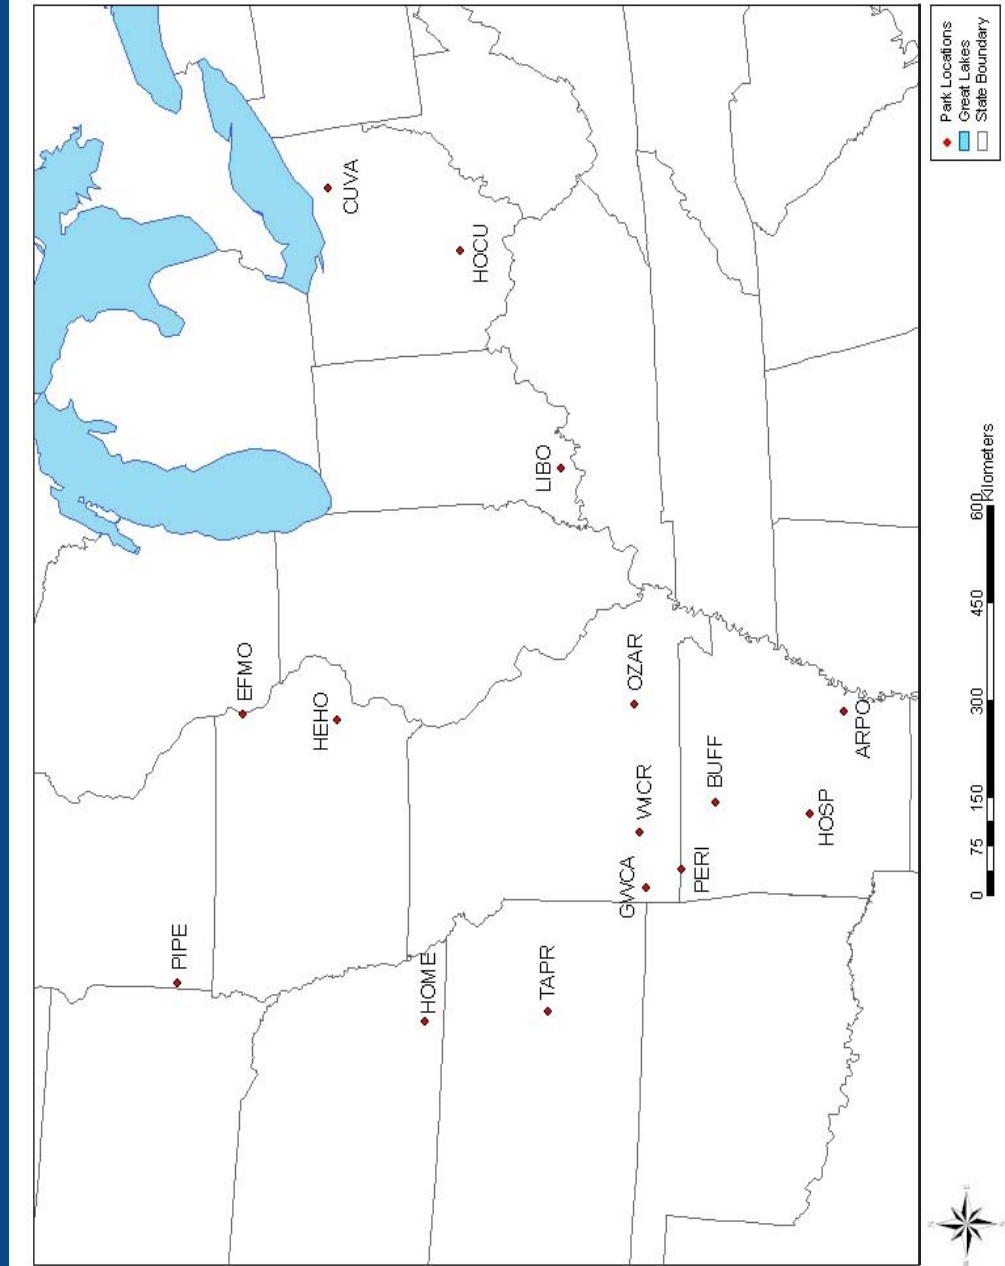 PIPE
EFMO
HEHO
CUVA
HOME
HOCU
TAPR
LIBO
GWCA
WICR
OZAR
PERI
BUFF
HOSP
ARPO
0 75 150 300 450 600
Kilometers
Park Locations
Great Lakes
State Boundary